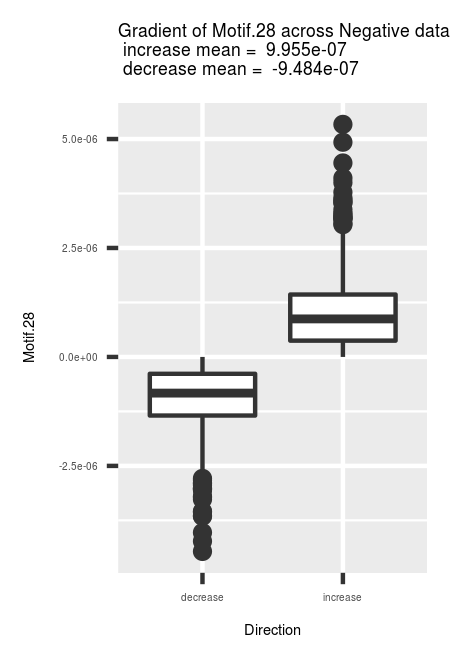 Gradient of Motif.28 across Negative data
increase mean =  9.955e-07
decrease mean =  -9.484e-07
5.0e-06
2.5e-06
0.0e+00
-2.5e-06
Motif.28
decrease increase
Direction